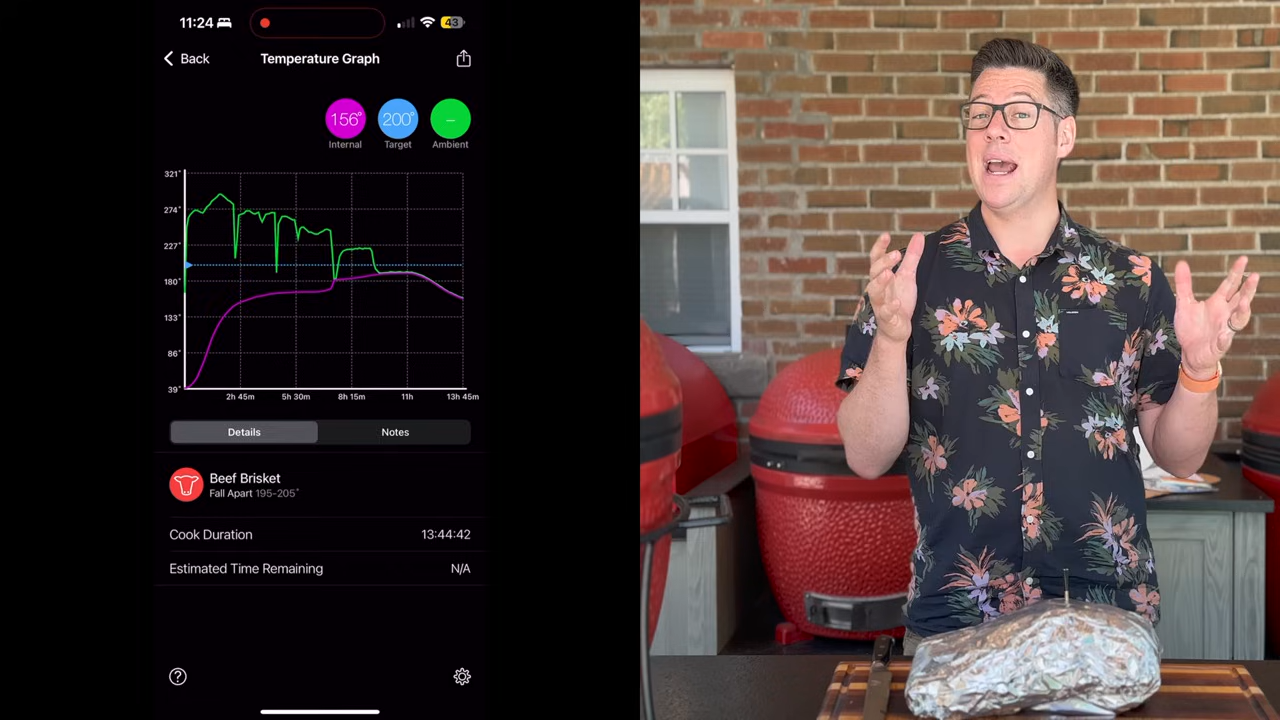 11:24
43
Back
Temperature Graph
156°
200°
–
Internal
Target
Ambient
321°
274°
227°
180°
133°
86°
39°
2h 45m
5h 30m
8h 15m
11h
13h 45m
Details
Notes
Beef Brisket
Fall Apart 195-205°
Cook Duration
13:44:42
Estimated Time Remaining
N/A
?